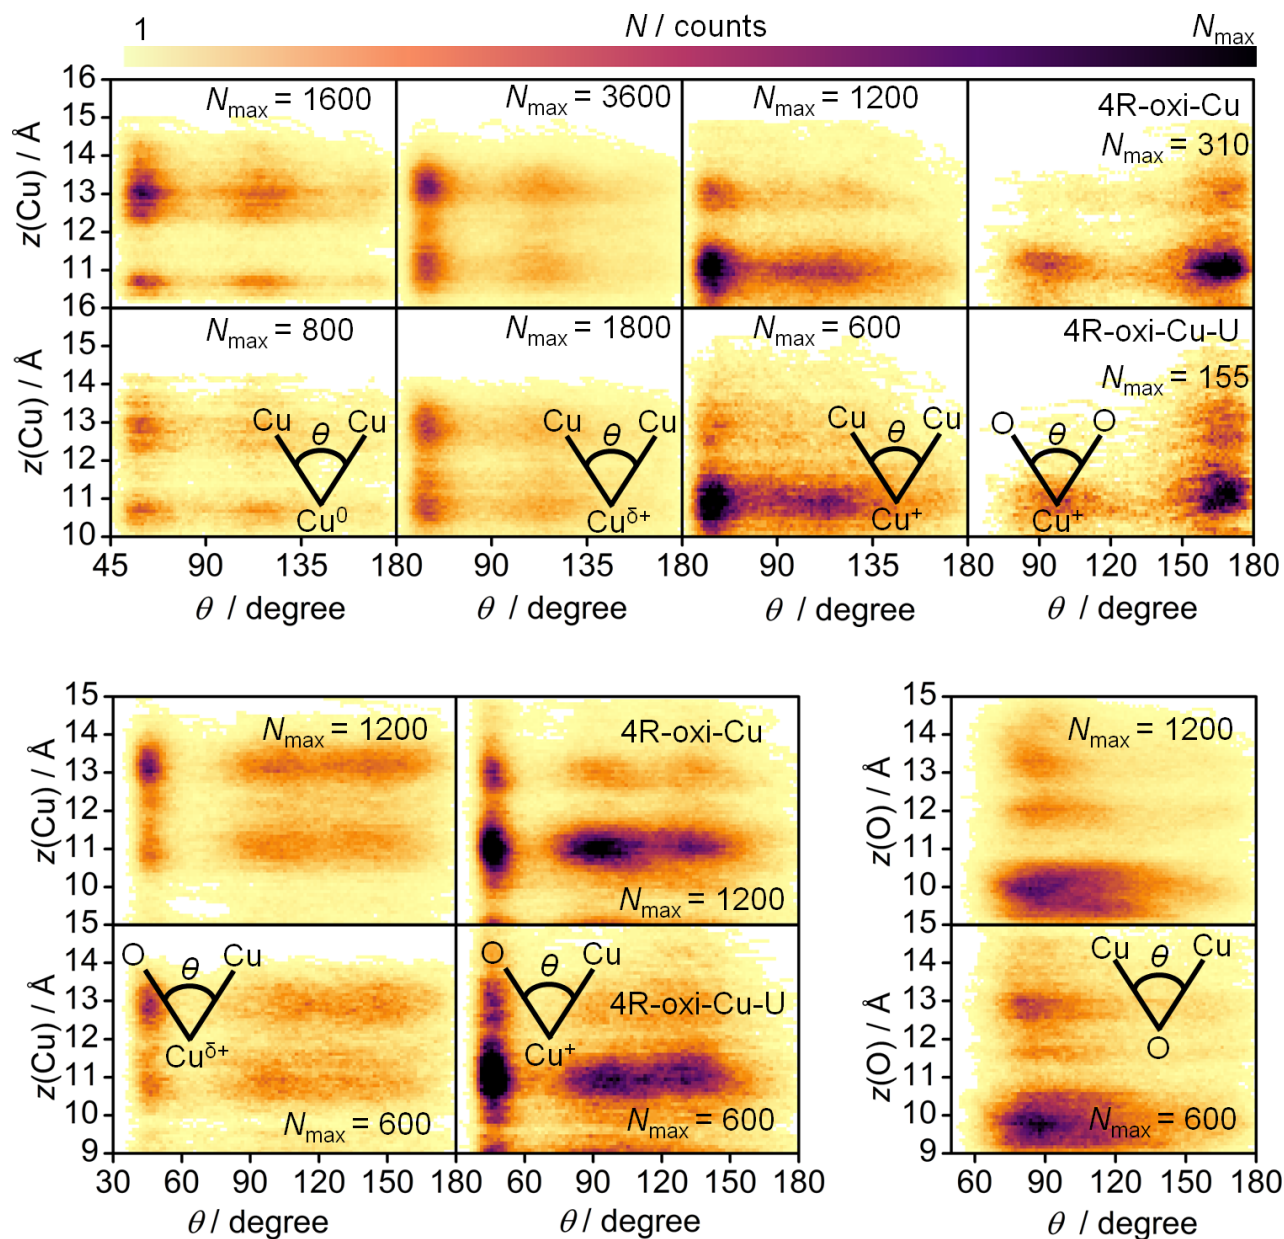 1 N / counts Nmax
16 Nmax = 1600 Nmax = 3600 Nmax = 1200 4R-oxi-Cu
15 Nmax = 310
z(Cu) / Å
14
13
12
11
16
Nmax = 800 Nmax = 1800 Nmax = 600 4R-oxi-Cu-U
15 Nmax = 155
z(Cu) / Å
14
13 Cu θ Cu Cu θ Cu Cu θ Cu O θ O
12
11 Cu⁰ Cuᵟ⁺ Cu⁺ Cu⁺
10
45 90 135 180 90 135 180 90 135 180 90 135 180
θ / degree θ / degree θ / degree θ / degree
15 Nmax = 1200 4R-oxi-Cu Nmax = 1200 15 Nmax = 1200
z(Cu) / Å z(O) / Å
14 14
13 13
12 12
11 11
10 10
15 15
O θ Cu O θ Cu Cu θ Cu
14 14
z(Cu) / Å z(O) / Å
13 4R-oxi-Cu-U 13
12 Cuᵟ⁺ Cu⁺ 12 O
11 11
10 Nmax = 600 Nmax = 600 10 Nmax = 600
9 9
30 60 90 120 150 180 60 90 120 150 180 60 90 120 150 180
θ / degree θ / degree θ / degree